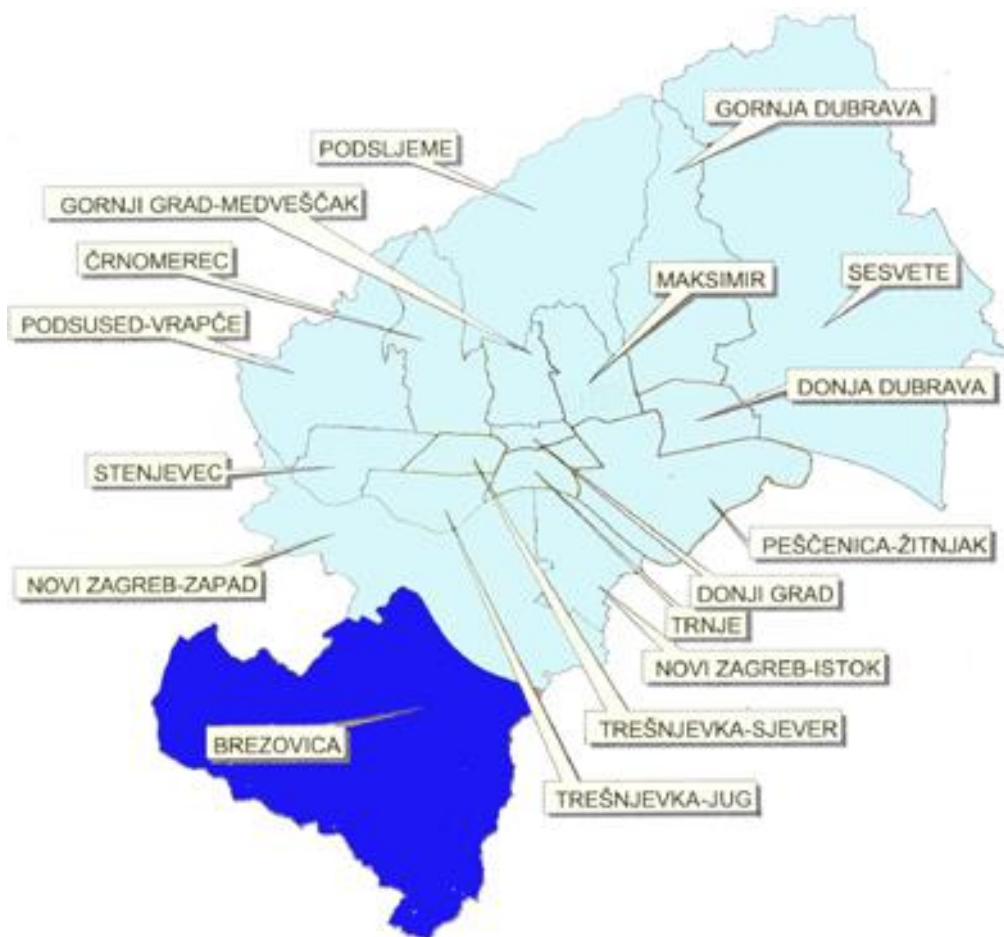 GORNJA DUBRAVA
PODSLJEME
GORNJI GRAD-MEDVEŠČAK
ČRNOMEREC
MAKSIMIR
SESVETE
PODSUSED-VRAPČE
DONJA DUBRAVA
STENJEVEC
PEŠČENICA-ŽITNJAK
NOVI ZAGREB-ZAPAD
DONJI GRAD
TRNJE
NOVI ZAGREB-ISTOK
TREŠNJEVKA-SJEVER
BREZOVICA
TREŠNJEVKA-JUG